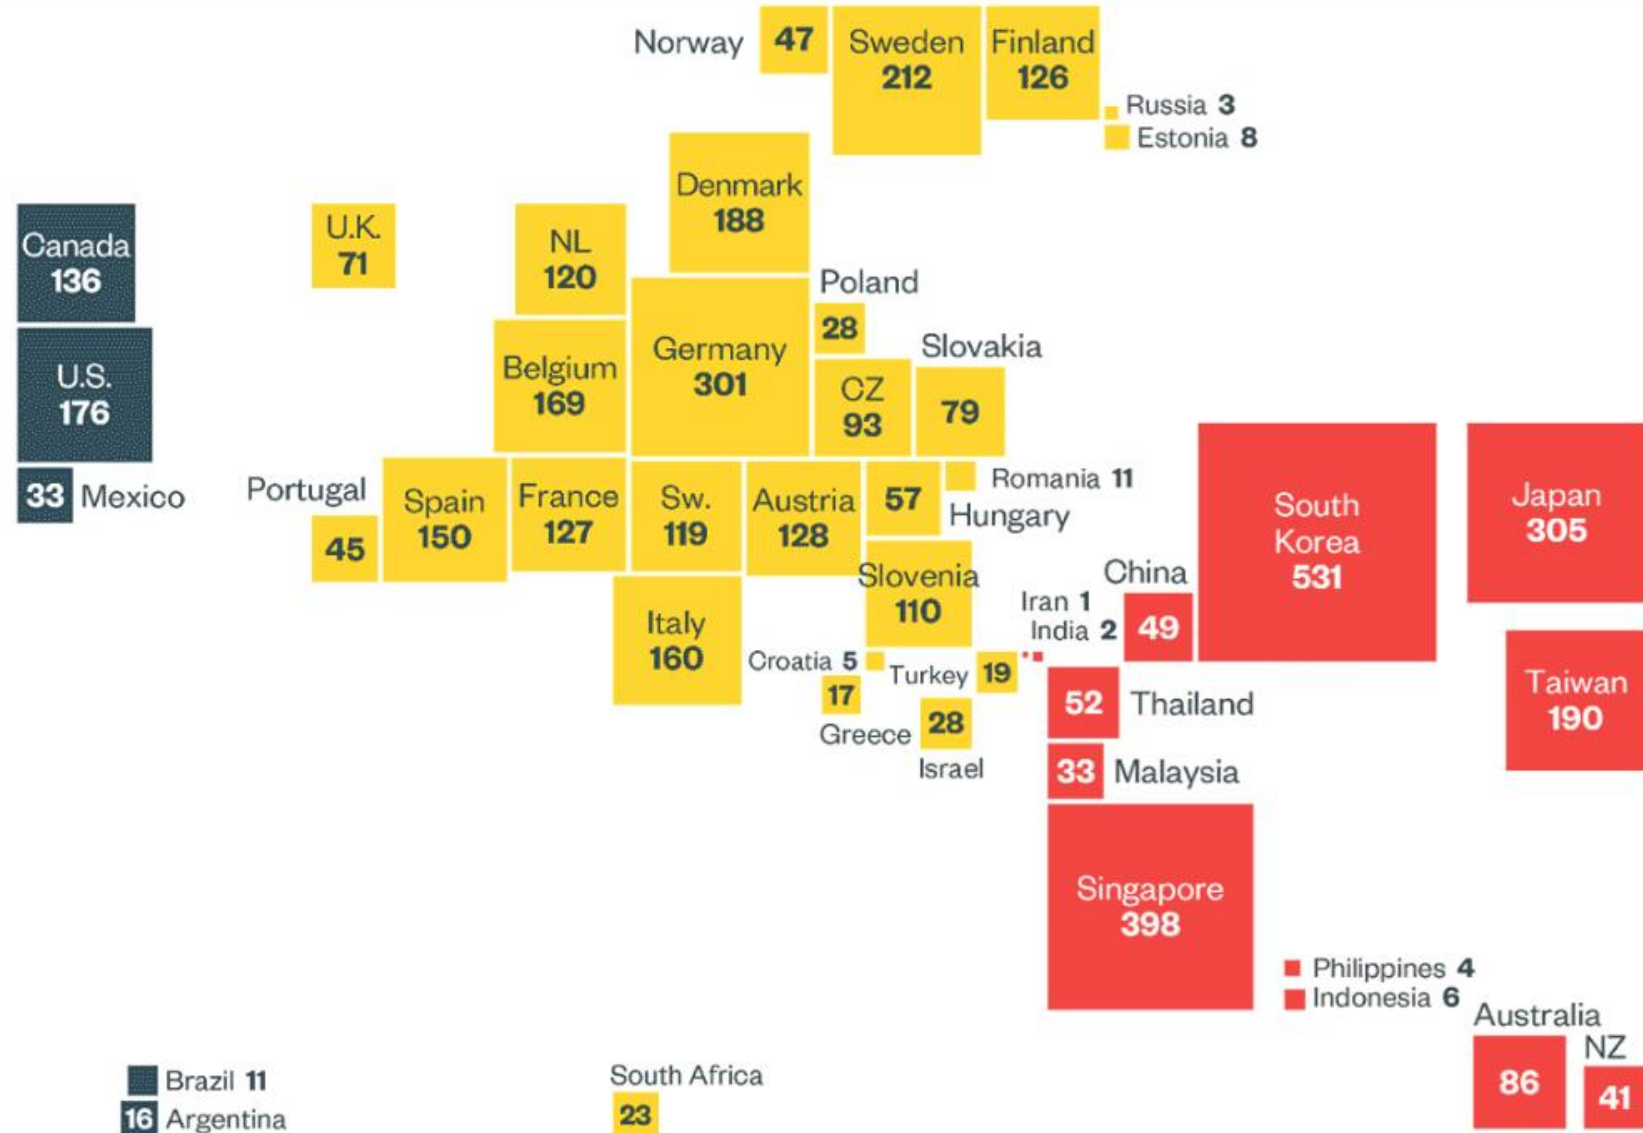 Norway 47
Sweden
212
Finland
126
Russia 3
Estonia 8
Denmark
188
Canada
136
U.K.
71
NL
120
Poland
28
Germany
301
Slovakia
79
Belgium
169
CZ
93
U.S.
176
33 Mexico
Portugal
45
Spain
150
France
127
Sw.
119
Austria
128
57
Hungary
Romania 11
South
Korea
531
Japan
305
Slovenia
110
China
49
Iran 1
India 2
Italy
160
Croatia 5
Turkey 19
17
Greece
28
Israel
52 Thailand
Taiwan
190
33 Malaysia
Singapore
398
Philippines 4
Indonesia 6
Australia
86
NZ
41
Brazil 11
16 Argentina
South Africa
23